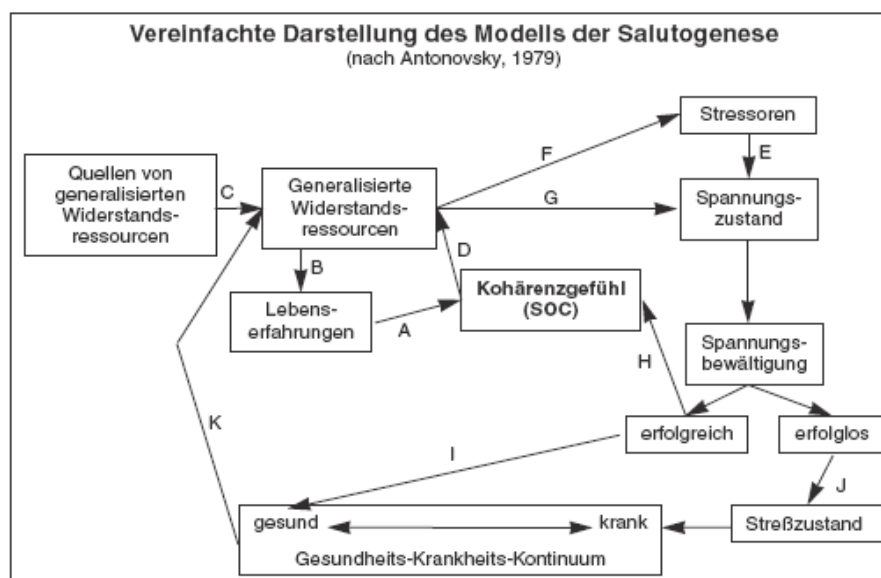 Vereinfachte Darstellung des Modells der Salutogenese
(nach Antonovsky, 1979)
Stressoren
F
E
Quellen von
generalisierten
Widerstands-
ressourcen
C
Generalisierte
Widerstands-
ressourcen
G
Spannungs-
zustand
B
D
Lebens-
erfahrungen
A
Kohärenzgefühl
(SOC)
Spannungs-
bewältigung
H
K
erfolgreich
erfolglos
I
J
gesund
krank
Streßzustand
Gesundheits-Krankheits-Kontinuum